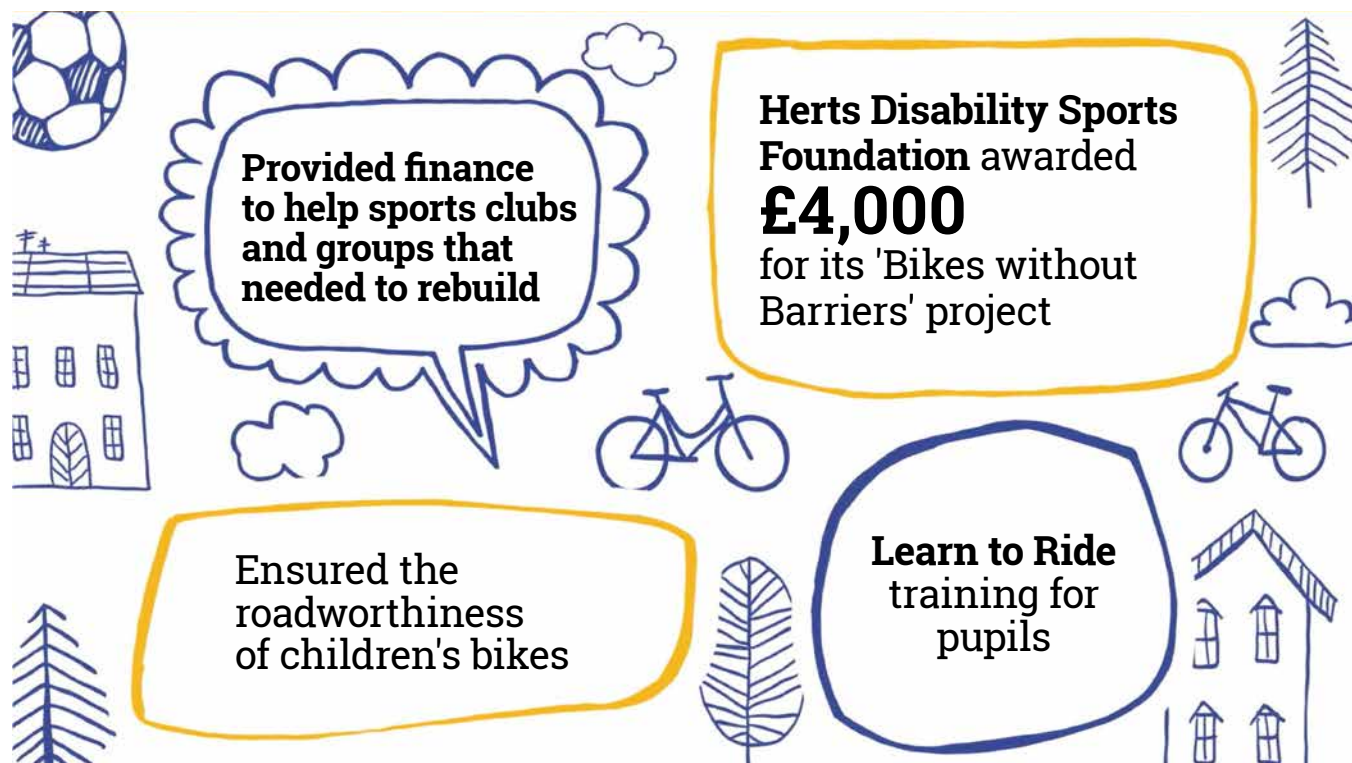 Provided finance
to help sports clubs
and groups that
needed to rebuild
Herts Disability Sports
Foundation awarded
£4,000
for its 'Bikes without
Barriers' project
Ensured the
roadworthiness
of children's bikes
Learn to Ride
training for
pupils